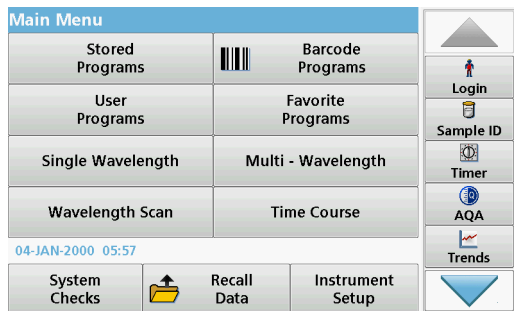 Main Menu
Stored
Programs
Barcode
Programs
User
Programs
Favorite
Programs
Single Wavelength
Multi - Wavelength
Wavelength Scan
Time Course
04-JAN-2000 05:57
System
Checks
Recall
Data
Instrument
Setup
Login
Sample ID
Timer
AQA
Trends